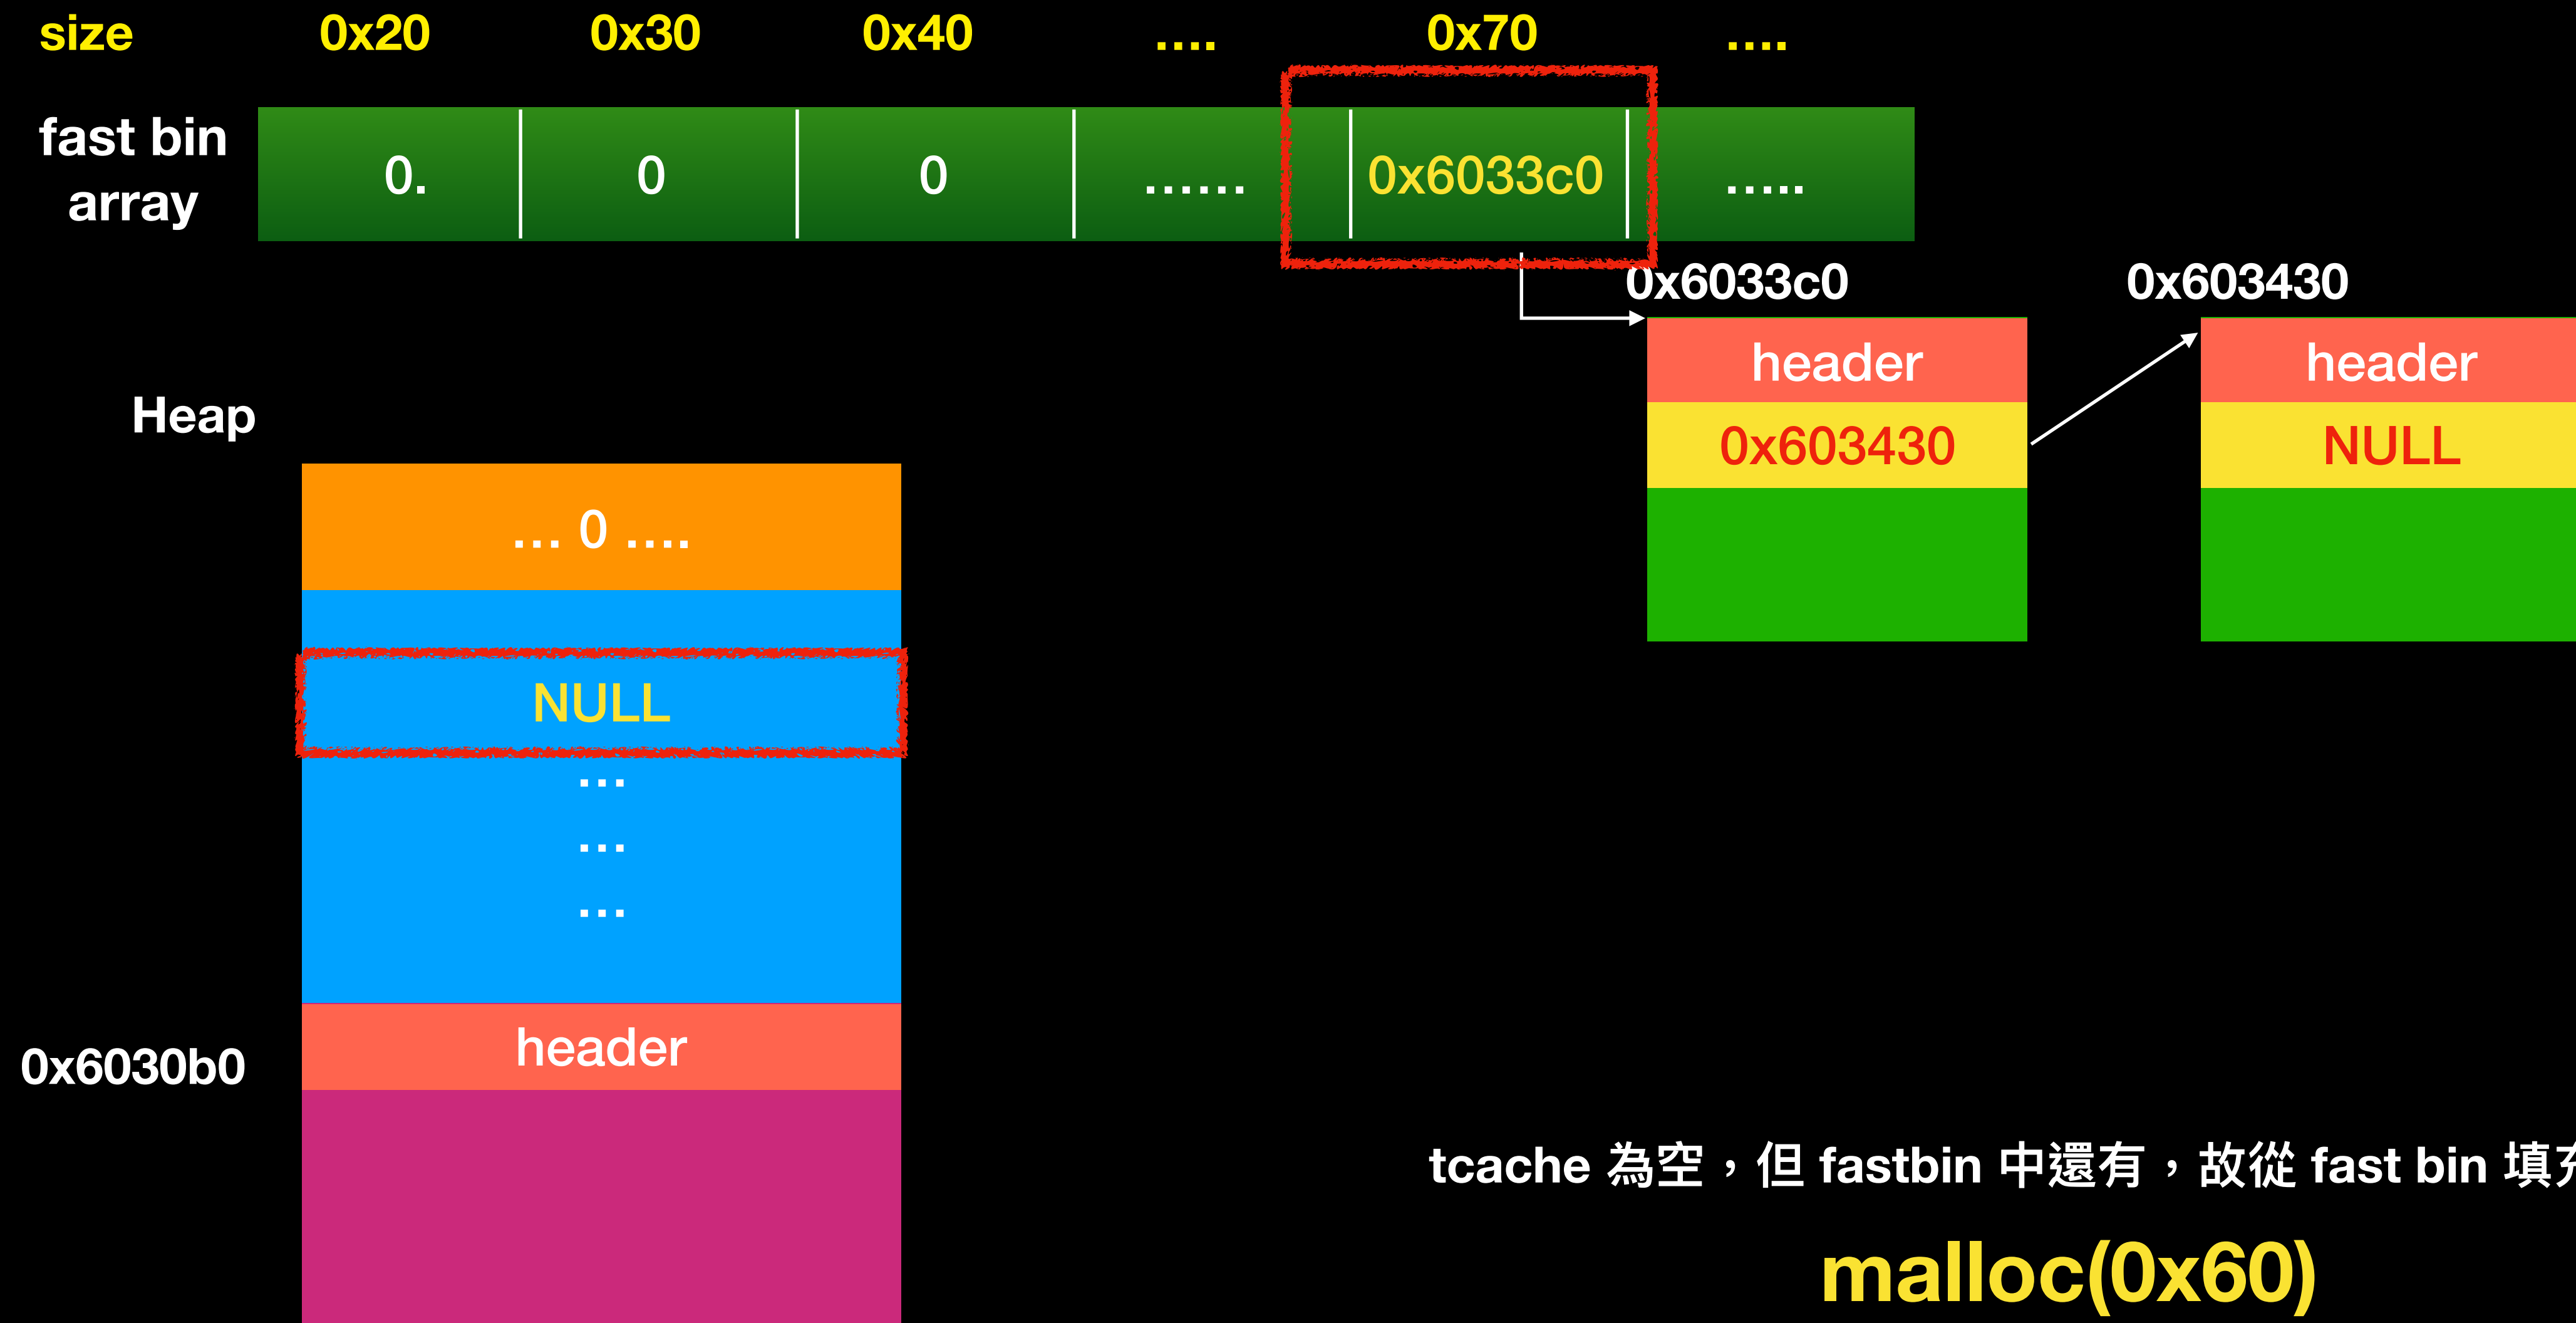 size 0x20 0x30 0x40 .... 0x70 ....
fast bin
array
0. 0 0 ...... 0x6033c0 .....
0x6033c0 0x603430
header header
0x603430 NULL
Heap
... 0 ....
NULL
...
...
...
0x6030b0 header
tcache 為空，但 fastbin 中還有，故從 fast bin 填
malloc(0x60)